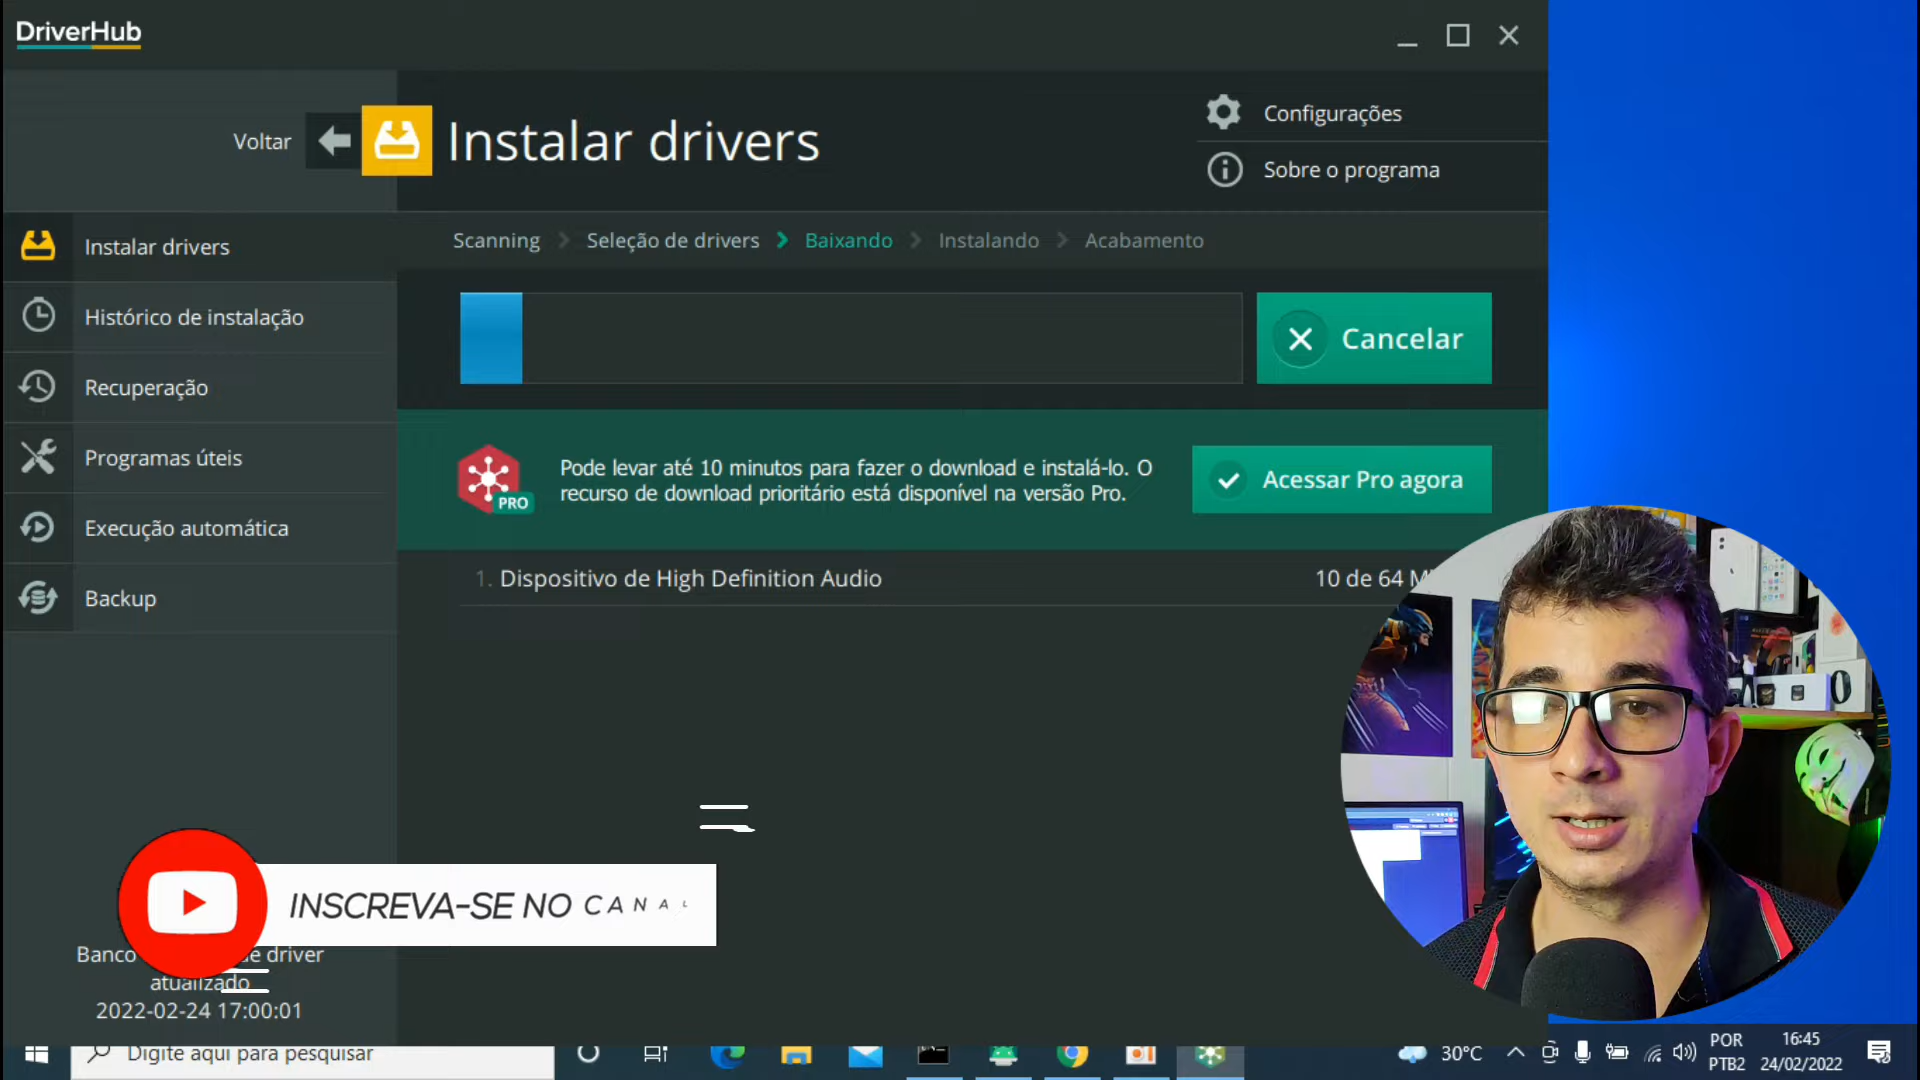 DriverHub
Voltar
Instalar drivers
Configurações
Sobre o programa
Instalar drivers
Histórico de instalação
Recuperação
Programas úteis
Execução automática
Backup
Scanning
Seleção de drivers
Baixando
Instalando
Acabamento
Cancelar
PRO
Pode levar até 10 minutos para fazer o download e instalá-lo. O
recurso de download prioritário está disponível na versão Pro.
Acessar Pro agora
1. Dispositivo de High Definition Audio
10 de 64
INSCREVA-SE NO CANAL
Banco de driver
atualizado
2022-02-24 17:00:01
Digite aqui para pesquisar
30°C
POR
PTB2
16:45
24/02/2022